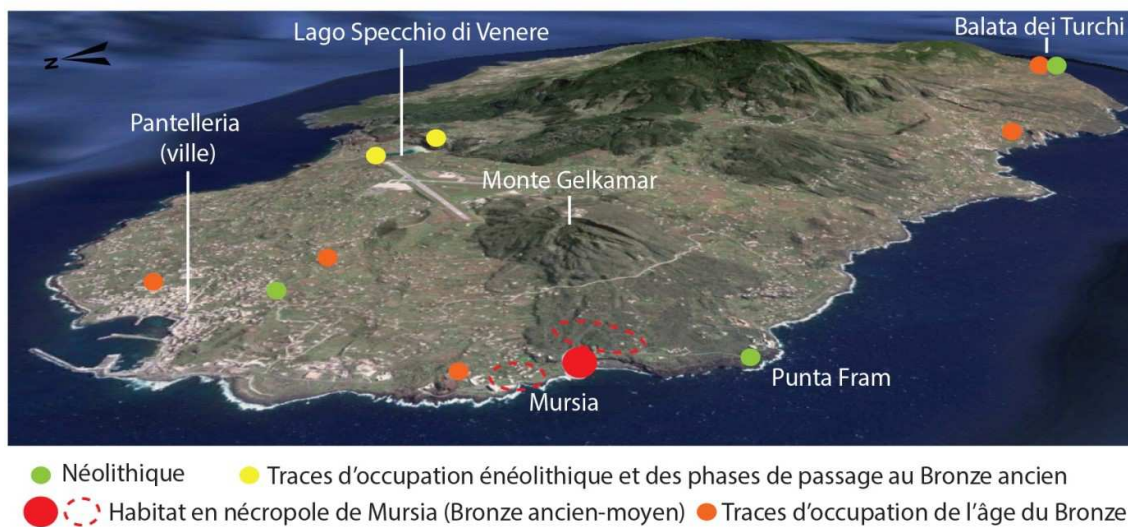 Lago Specchio di Venere
Balata dei Turchi
N
Pantelleria
(ville)
Monte Gelkamar
Punta Fram
Mursia
Néolithique
Traces d'occupation énéolithique et des phases de passage au Bronze ancien
Habitat en nécropole de Mursia (Bronze ancien-moyen)
Traces d'occupation de l'âge du Bronze